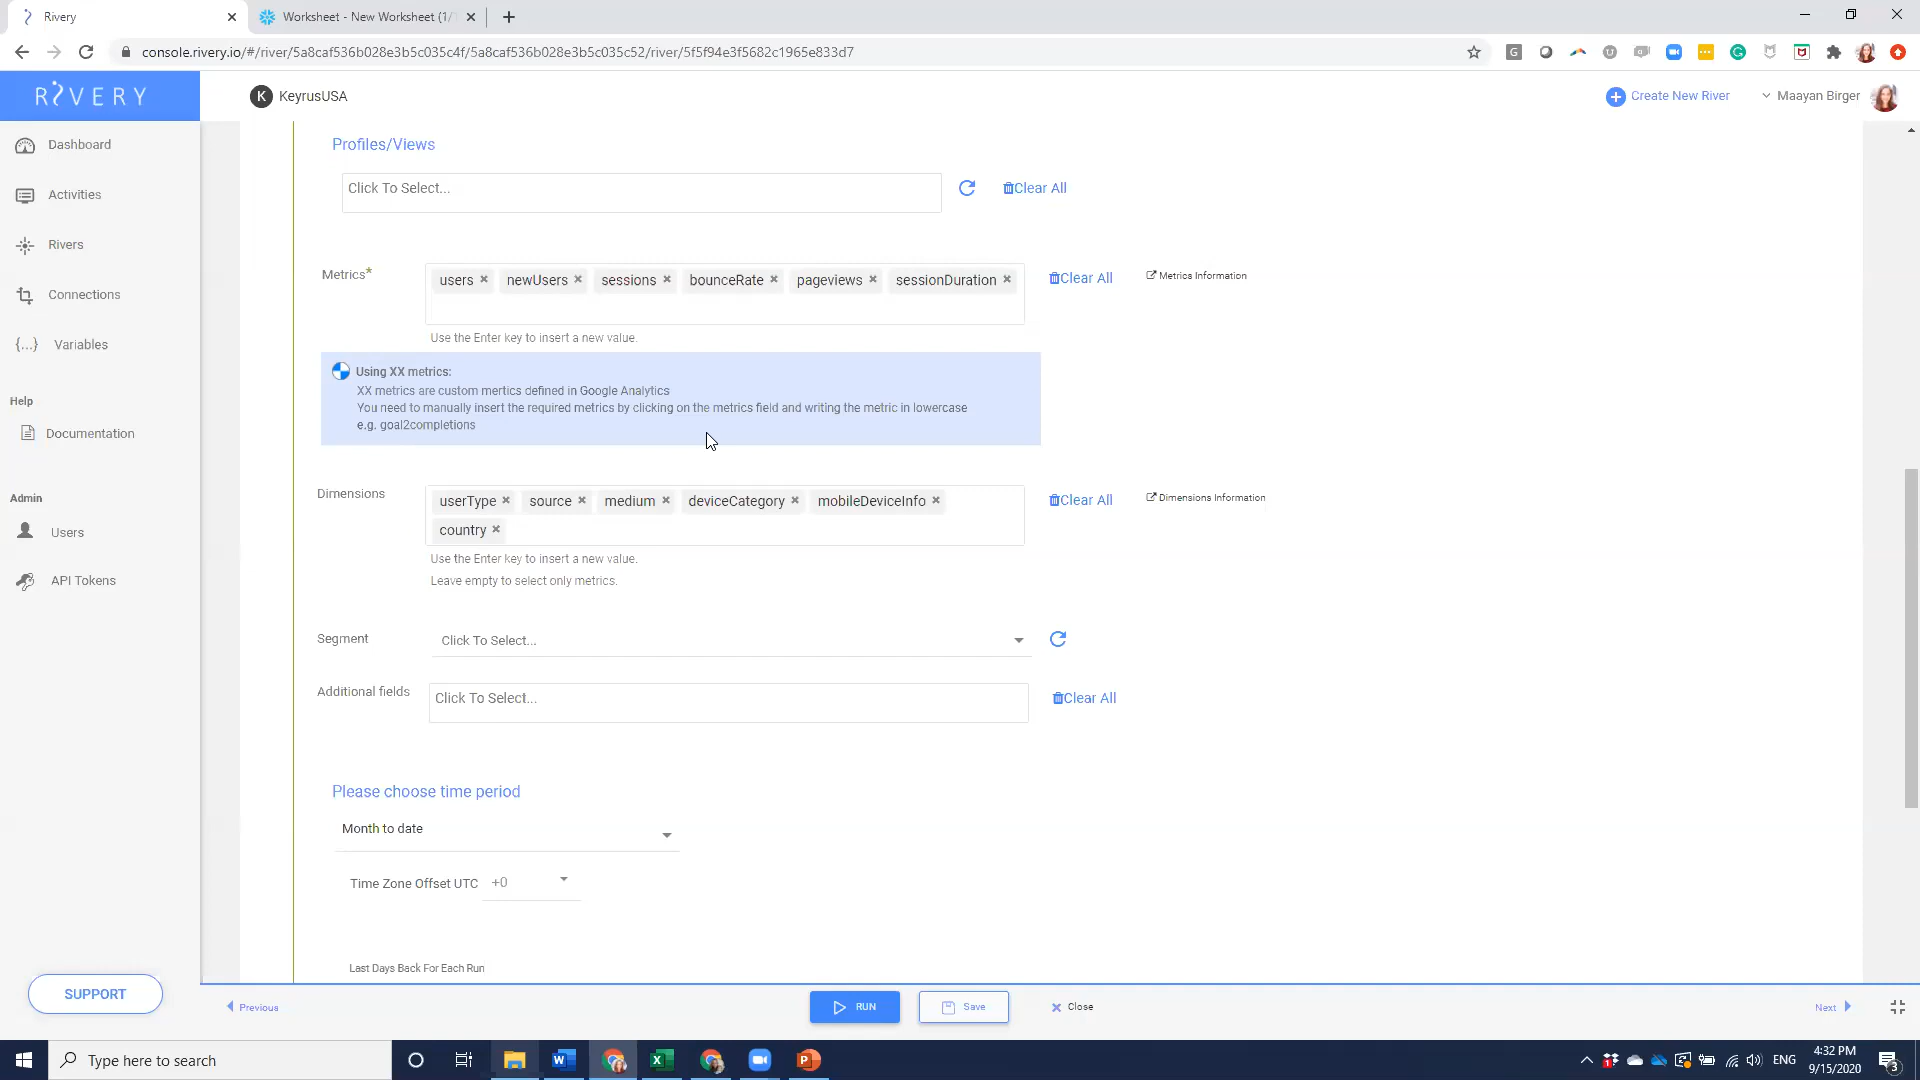 Rivery
Worksheet - New Worksheet (1/
console.rivery.io/#/river/5a8caf536b028e3b5c035c4f/5a8caf536b028e3b5c035c52/river/5f5f94e3f5682c1965e833d7
RIVERY
K KeyrusUSA
Create New River
Maayan Birger
Dashboard
Activities
Rivers
Connections
{...} Variables
Help
Documentation
Admin
Users
API Tokens
SUPPORT
Profiles/Views
Click To Select...
Clear All
Metrics*
users × newUsers × sessions × bounceRate × pageviews × sessionDuration ×
Clear All
Metrics Information
Use the Enter key to insert a new value.
Using XX metrics:
XX metrics are custom mertics defined in Google Analytics
You need to manually insert the required metrics by clicking on the metrics field and writing the metric in lowercase
e.g. goal2completions
Dimensions
userType × source × medium × deviceCategory × mobileDeviceInfo ×
country ×
Clear All
Dimensions Information
Use the Enter key to insert a new value.
Leave empty to select only metrics.
Segment
Click To Select...
Additional fields
Click To Select...
Clear All
Please choose time period
Month to date
Time Zone Offset UTC +0
Last Days Back For Each Run
Previous
RUN
Save
Close
Next
Type here to search
ENG
4:32 PM
9/15/2020
3